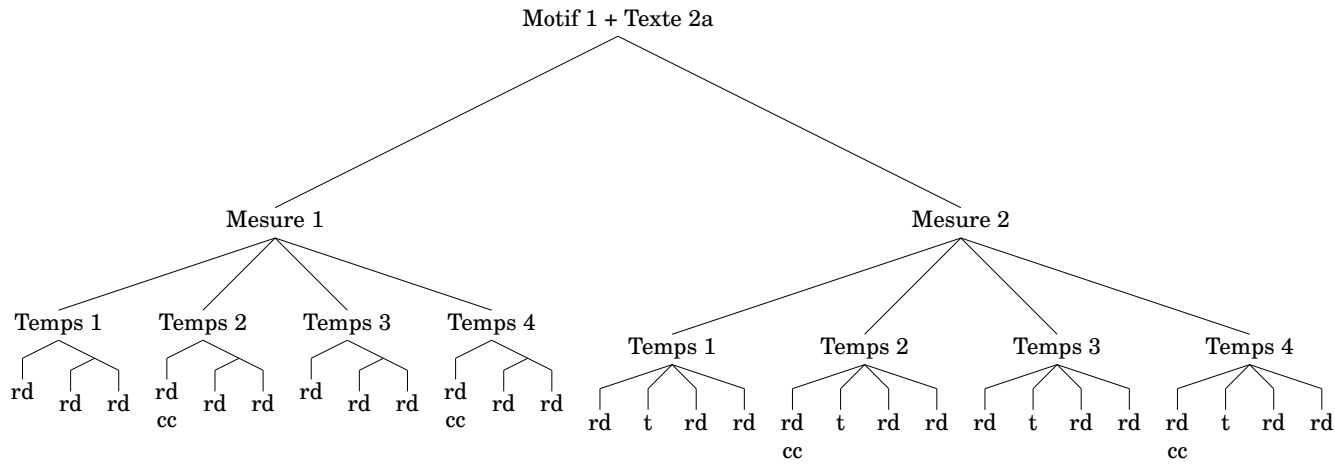 Motif 1 + Texte 2a
Mesure 1 Mesure 2
Temps 1 Temps 2 Temps 3 Temps 4
Temps 1 Temps 2 Temps 3 Temps 4
rd rd rd rd
rd rd rd rd rd rd rd rd
cc cc
rd t rd rd rd t rd rd rd t rd rd rd t rd rd
cc cc